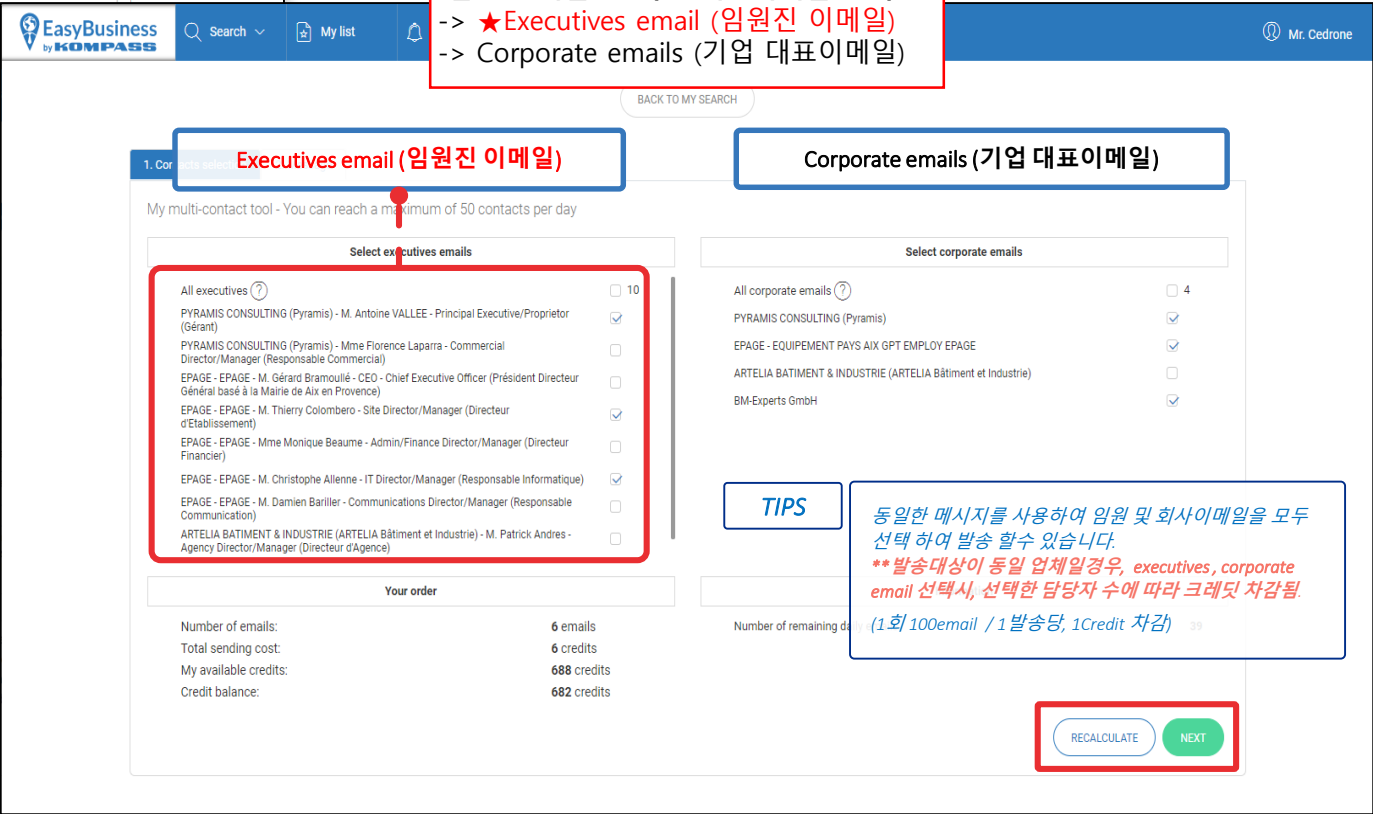 EasyBusiness
by KOMPASS
Search
My list
Mr. Cedrone
-> ★Executives email (임원진 이메일)
-> Corporate emails (기업 대표이메일)
BACK TO MY SEARCH
Executives email (임원진 이메일)
Corporate emails (기업 대표이메일)
My multi-contact tool - You can reach a maximum of 50 contacts per day
Select executives emails
All executives ?
10
PYRAMIS CONSULTING (Pyramis) - M. Antoine VALLEE - Principal Executive/Proprietor
(Gérant)
PYRAMIS CONSULTING (Pyramis) - Mme Florence Laparra - Commercial
Director/Manager (Responsable Commercial)
EPAGE - EPAGE - M. Gérard Bramoullé - CEO - Chief Executive Officer (Président Directeur
Général basé à la Mairie de Aix en Provence)
EPAGE - EPAGE - M. Thierry Colombero - Site Director/Manager (Directeur
d'Etablissement)
EPAGE - EPAGE - Mme Monique Beaume - Admin/Finance Director/Manager (Directeur
Financier)
EPAGE - EPAGE - M. Christophe Allenne - IT Director/Manager (Responsable Informatique)
EPAGE - EPAGE - M. Damien Bariller - Communications Director/Manager (Responsable
Communication)
ARTELIA BATIMENT & INDUSTRIE (ARTELIA Bâtiment et Industrie) - M. Patrick Andres -
Agency Director/Manager (Directeur d'Agence)
Select corporate emails
All corporate emails ?
4
PYRAMIS CONSULTING (Pyramis)
EPAGE - EQUIPEMENT PAYS AIX GPT EMPLOY EPAGE
ARTELIA BATIMENT & INDUSTRIE (ARTELIA Bâtiment et Industrie)
BM-Experts GmbH
TIPS
동일한 메시지를 사용하여 임원 및 회사이메일을 모두
선택 하여 발송 할수 있습니다.
**발송대상이 동일 업체일경우, executives, corporate
email 선택시, 선택한 담당자 수에 따라 크레딧 차감됨.
(1회 100email / 1발송당, 1Credit 차감)
Your order
Number of emails: 6 emails
Total sending cost: 6 credits
My available credits: 688 credits
Credit balance: 682 credits
Number of remaining
39
RECALCULATE
NEXT